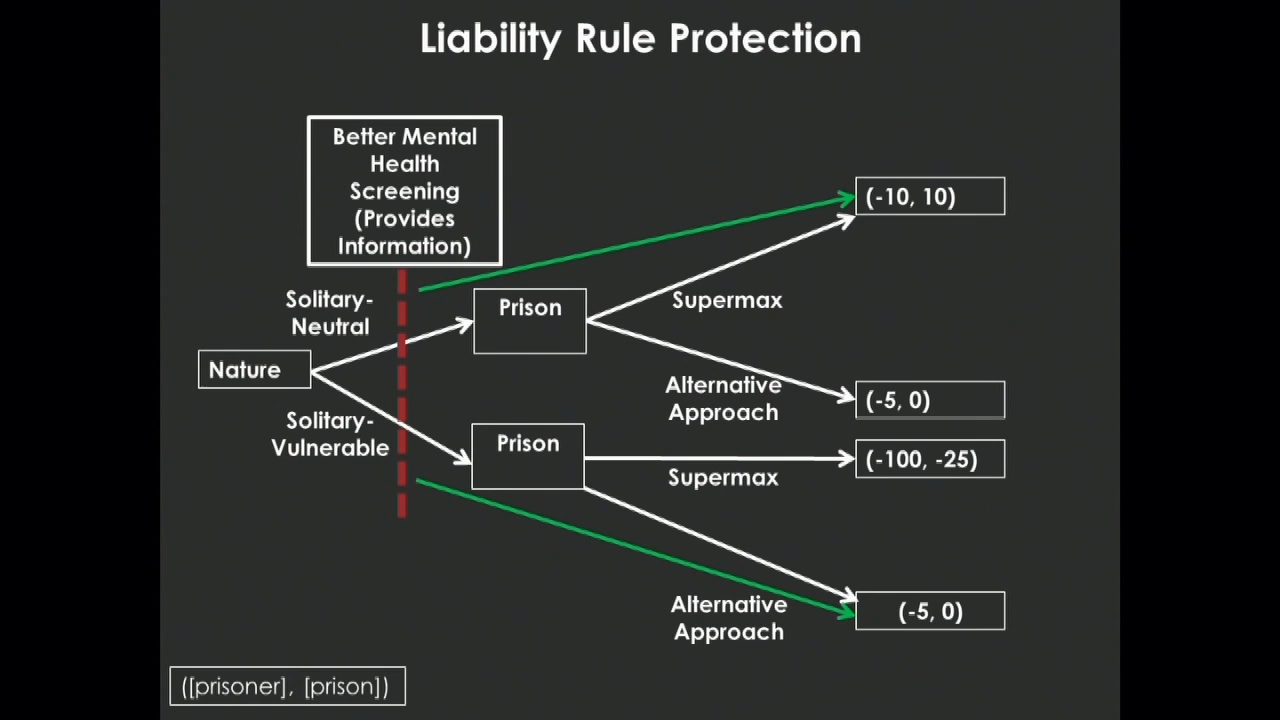 Liability Rule Protection
Better Mental
Health
Screening
(Provides
Information)
Solitary-
Neutral
Nature
Solitary-
Vulnerable
Prison
Prison
Supermax
Alternative
Approach
Supermax
Alternative
Approach
(-10, 10)
(-5, 0)
(-100, -25)
(-5, 0)
([prisoner], [prison])